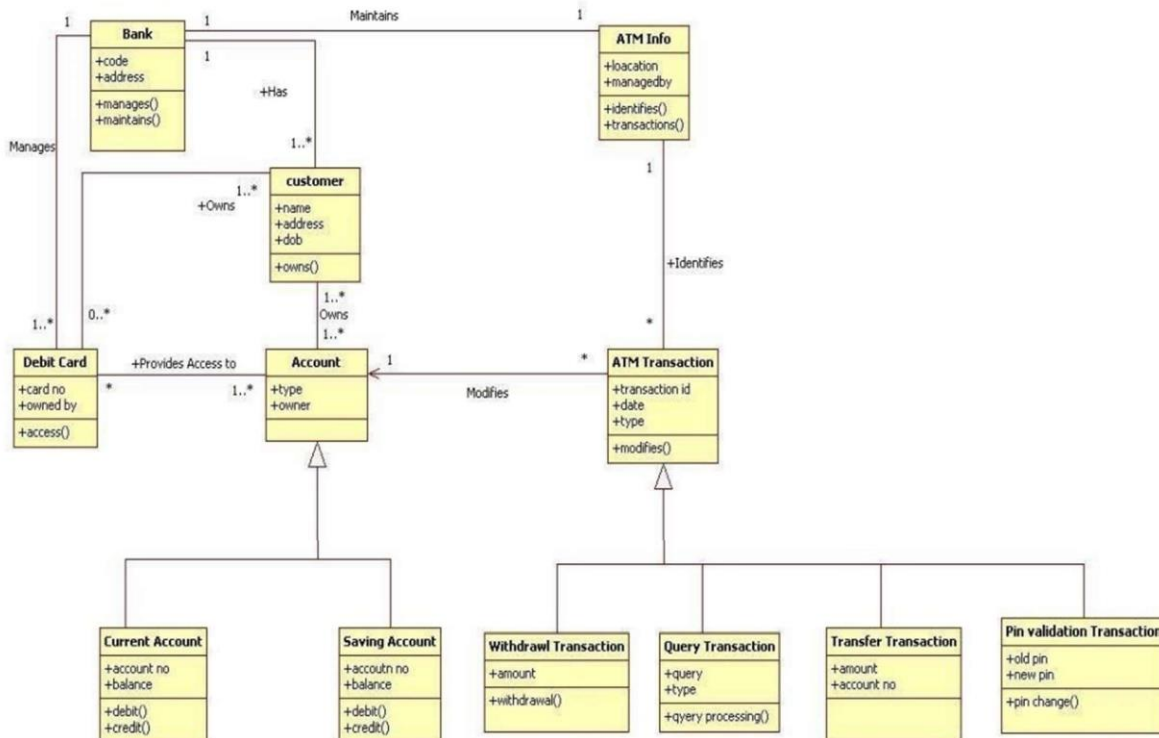 1
Bank
+code
+address
+manages()
+maintains()
1
Maintains
1
ATM Info
+loacation
+managedby
+identifies()
+transactions()
1
+Has
1..*
Manages
1
customer
+name
+address
+dob
+owns()
1..*
+Owns
+Identifies
1..*
0..*
1..*
Owns
1..*
*
Debit Card
+card no
+owned by
+access()
+Provides Access to
*
1..*
Account
+type
+owner
1
*
Modifies
ATM Transaction
+transaction id
+date
+type
+modifies()
Current Account
+account no
+balance
+debit()
+credit()
Saving Account
+accoutn no
+balance
+debit()
+credit()
Withdrawl Transaction
+amount
+withdrawal()
Query Transaction
+query
+type
+qyery processing()
Transfer Transaction
+amount
+account no
Pin validation Transaction
+old pin
+new pin
+pin change()